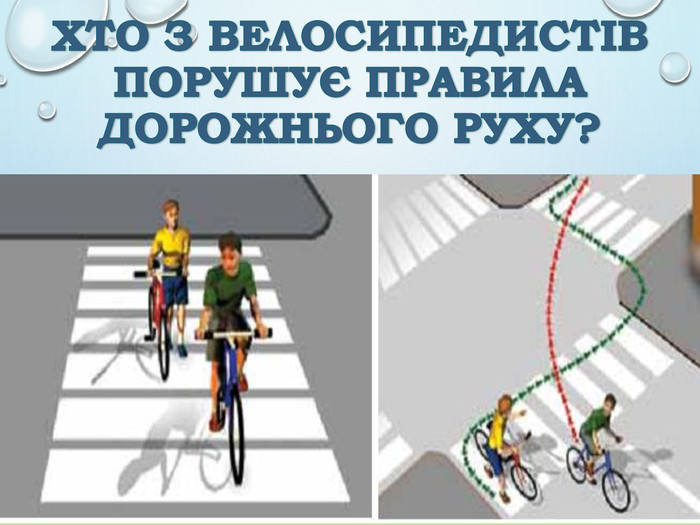 ХТО З ВЕЛОСИПЕДИСТІВ
ПОРУШУЄ ПРАВИЛА
ДОРОЖНЬОГО РУХУ?